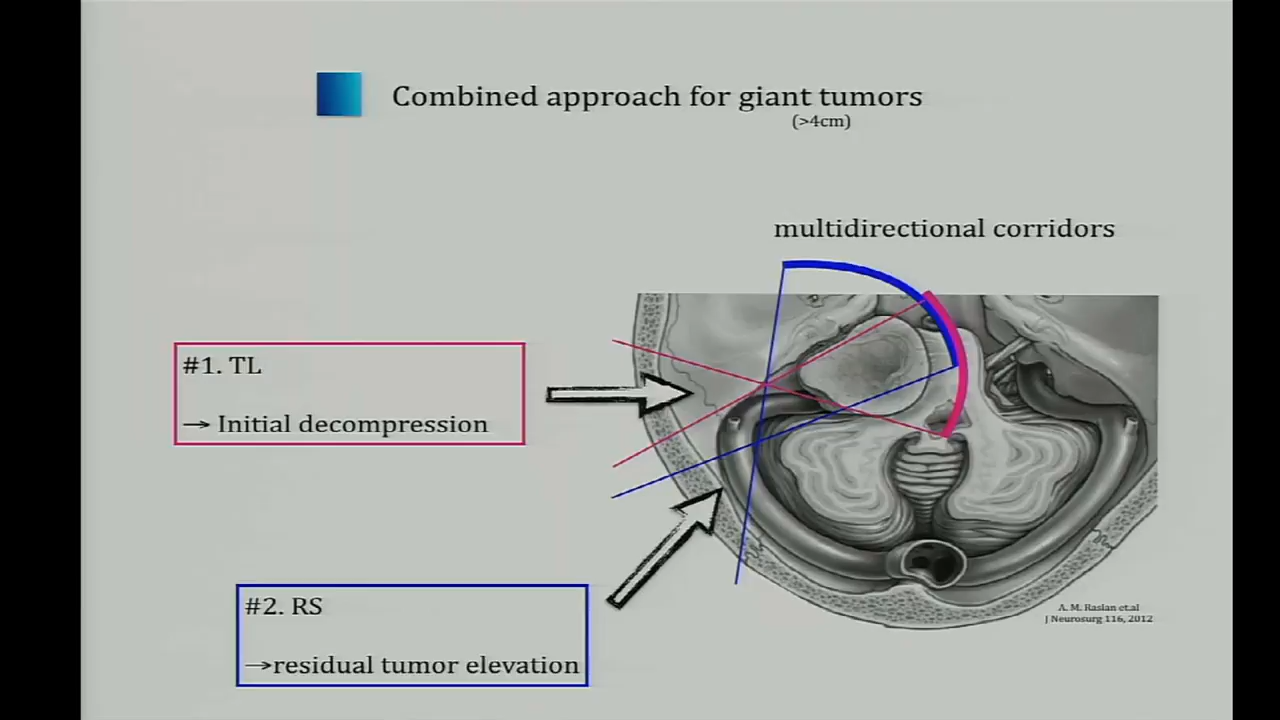 Combined approach for giant tumors
(>4cm)
multidirectional corridors
#1. TL
→ Initial decompression
#2. RS
→residual tumor elevation
A. M. Raslan et.al
J Neurosurg 116, 2012